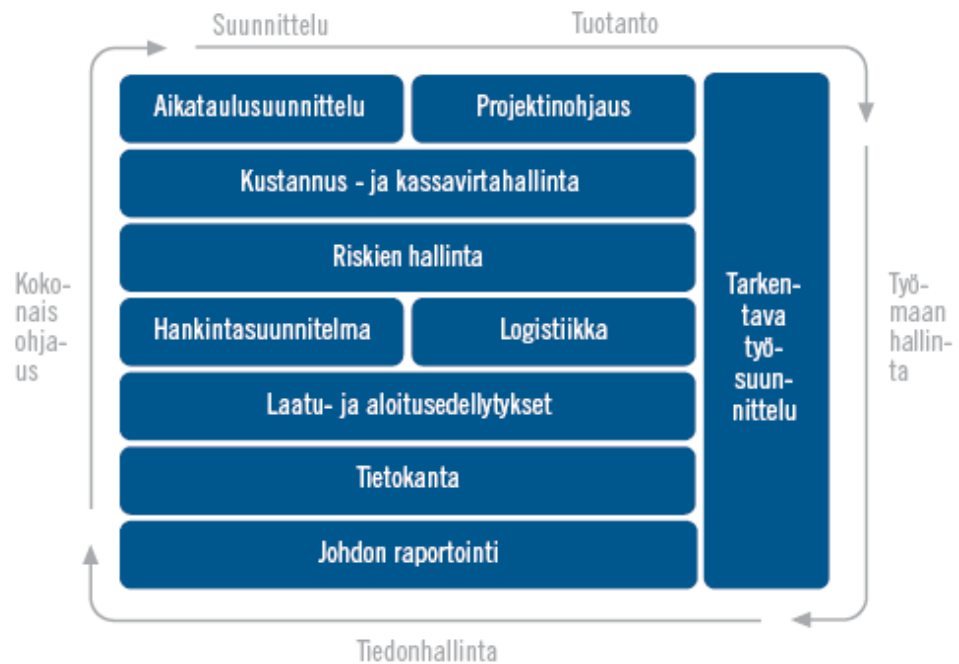 Suunnittelu
Tuotanto
Aikataulusuunnittelu
Projektinohjaus
Kustannus - ja kassavirtahallinta
Riskien hallinta
Hankintasuunnitelma
Logistiikka
Laatu- ja aloitusedellytykset
Tietokanta
Johdon raportointi
Tarken-
tava
työ-
suun-
nittelu
Koko-
nais
ohja-
us
Työ-
maan
hallin-
ta
Tiedonhallinta